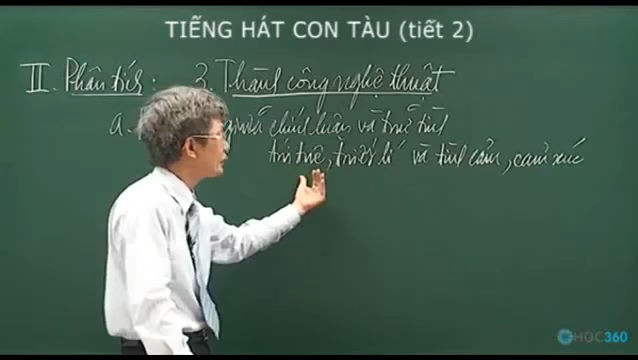 TIẾNG HÁT CON TÀU (tiết 2)
II. Phân tích : 3. Thành công nghệ thuật
a. giữa chính luận và trữ tình
trí tuệ, triết lí và tình cảm, cảm xúc
HỌC360